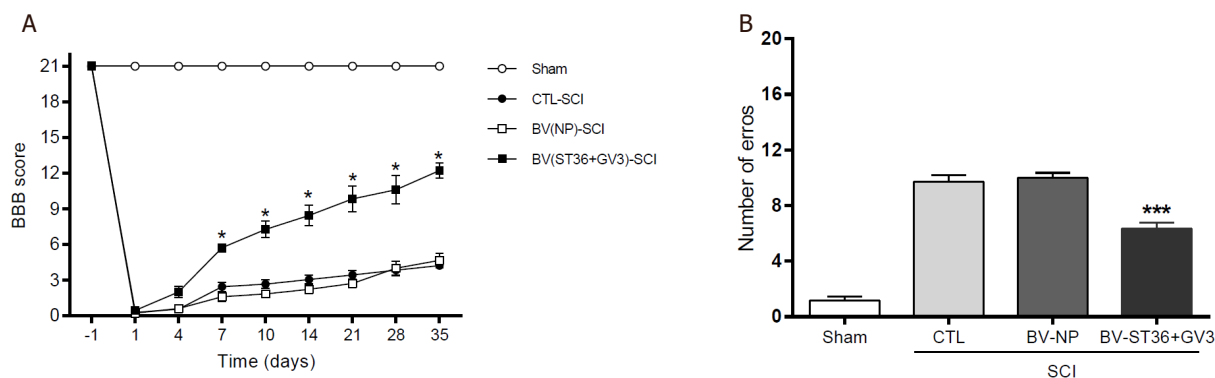 A
BBB score
21
18
15
12
9
6
3
0
* * * * * * *
-1 1 4 7 10 14 21 28 35
Time (days)
Sham
CTL-SCI
BV(NP)-SCI
BV(ST36+GV3)-SCI
B
Number of erros
20
16
12
8
4
0
***
Sham CTL BV-NP BV-ST36+GV3
SCI